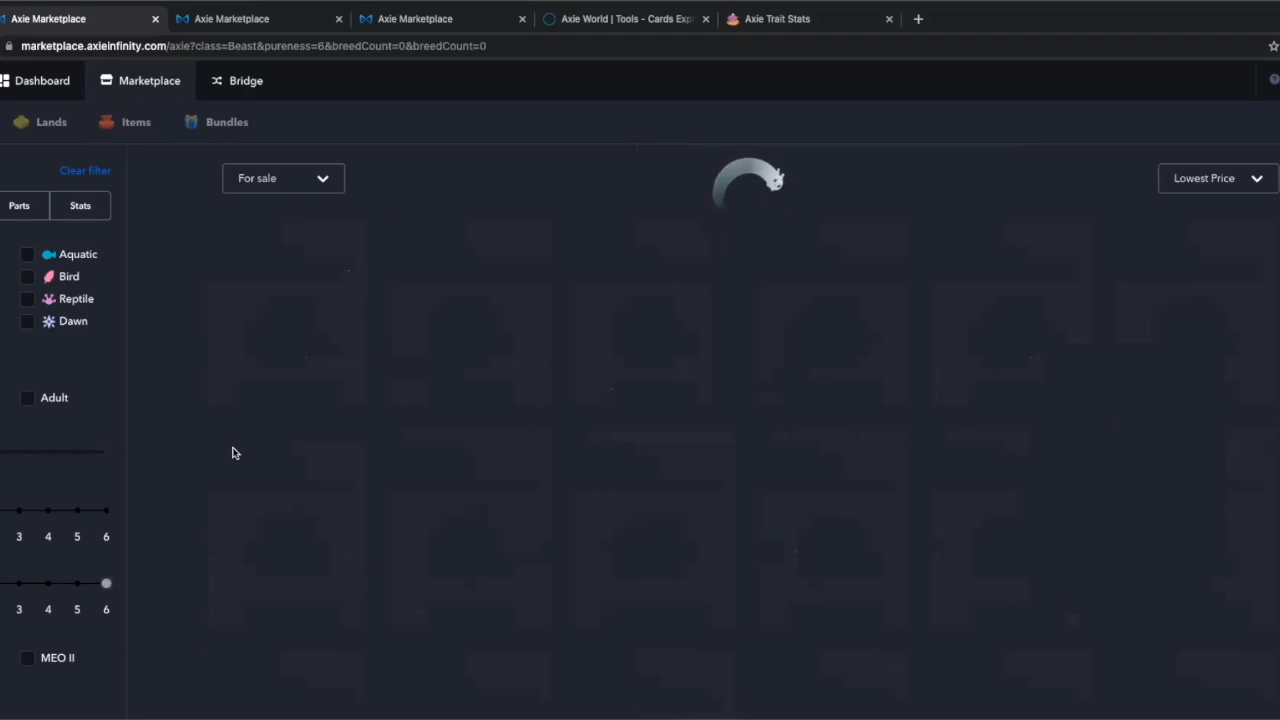 Axie Marketplace Axie Marketplace Axie Marketplace Axie World | Tools - Cards Expl Axie Trait Stats
marketplace.axieinfinity.com/axie?class=Beast&pureness=6&breedCount=0&breedCount=0
Dashboard Marketplace Bridge
Lands Items Bundles
Clear filter
For sale Lowest Price
Parts Stats
Aquatic
Bird
Reptile
Dawn
Adult
3 4 5 6
3 4 5 6
MEO II